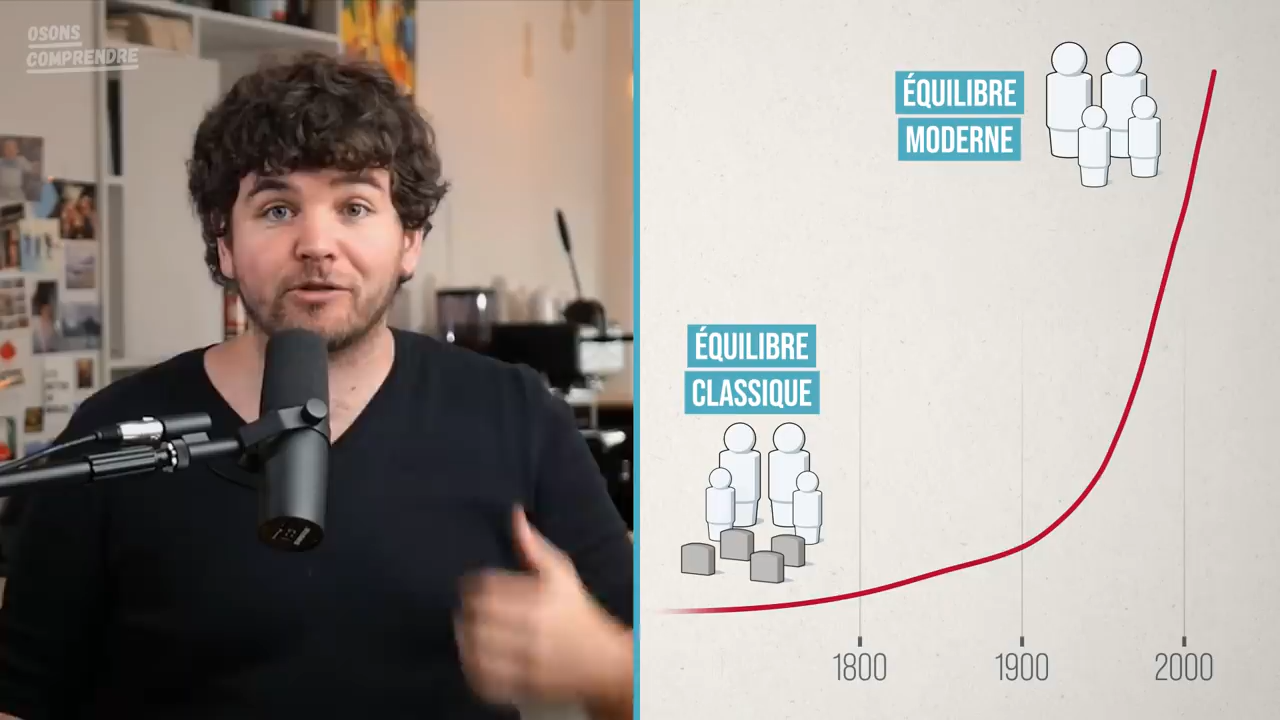 OSONS
COMPRENDRE
ÉQUILIBRE
MODERNE
ÉQUILIBRE
CLASSIQUE
1800
1900
2000